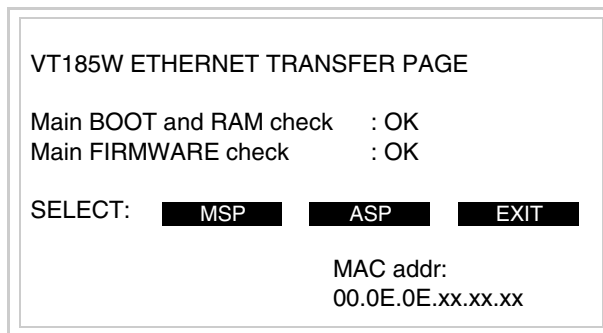 VT185W ETHERNET TRANSFER PAGE
Main BOOT and RAM check : OK
Main FIRMWARE check : OK
SELECT: MSP ASP EXIT
MAC addr:
00.0E.0E.xx.xx.xx